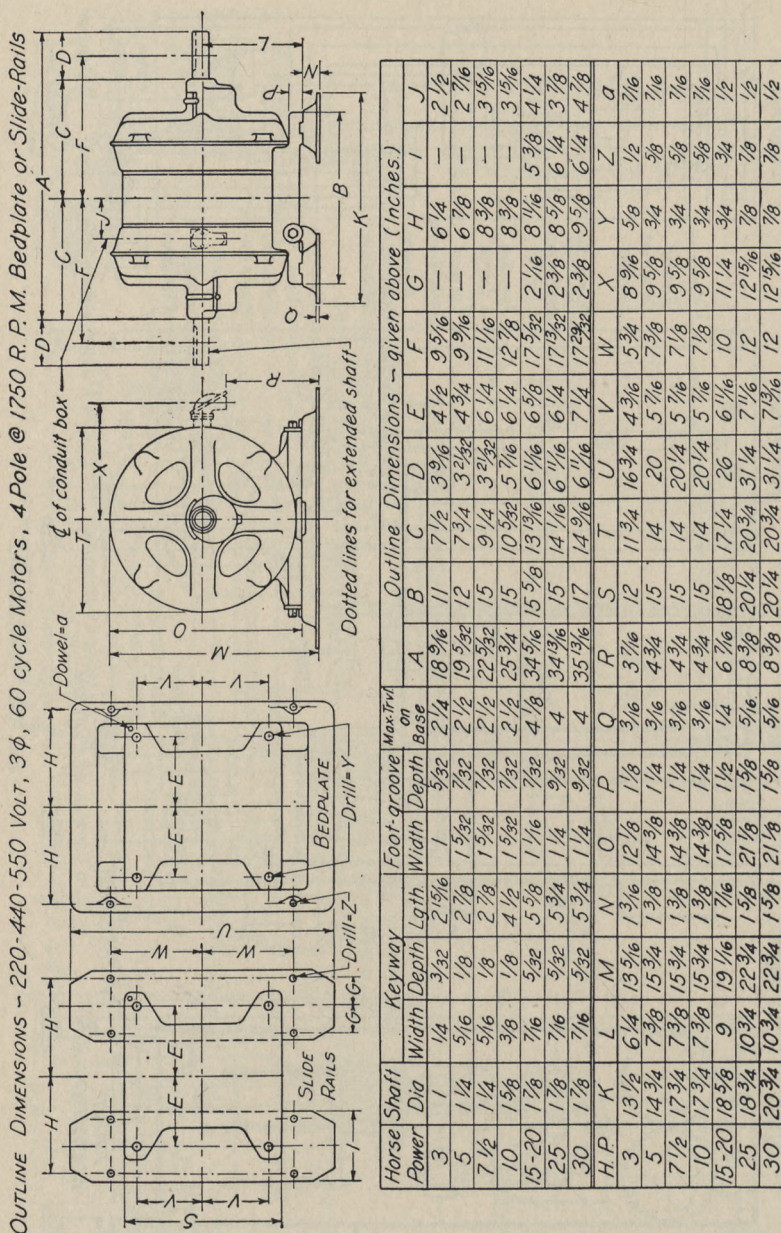 OUTLINE DIMENSIONS – 220-440-550 VOLT, 3φ, 60 cycle Motors, 4 Pole @ 1750 R.P.M. Bedplate or Slide-Rails
H H
E E
V V
S
I
SLIDE RAILS
G G
W W
U
Drill=Z
H H
E E
V V
Dowel=a
BEDPLATE
Drill=Y
℄ of conduit box
T
X
M
O
R
Dotted lines for extended shaft
A
D C C D
F F
J
L
P
N
Q
B
K
Horse Power | Shaft Dia | Keyway | Foot-groove | Max. Trvl on Base | Outline Dimensions – given above (Inches.)
Width Depth Lgth. Width Depth A B C D E F G H I J
3 1 1/4 3/32 2 15/16 1 5/32 2 1/4 18 9/16 11 7 1/2 3 9/16 4 1/2 9 5/16 — 6 1/4 — 2 1/2
5 1 1/4 5/16 1/8 2 7/8 1 5/32 7/32 2 1/2 19 5/32 12 7 3/4 3 21/32 4 3/4 9 9/16 — 6 7/8 — 2 7/16
7 1/2 1 1/4 5/16 1/8 2 7/8 1 5/32 7/32 2 1/2 22 5/32 15 9 1/4 3 21/32 6 1/4 11 1/16 — 8 3/8 — 3 15/16
10 1 5/8 3/8 1/8 4 1/2 1 5/32 7/32 2 1/2 25 3/4 15 10 5/32 5 7/16 6 1/4 12 7/8 — 8 3/8 — 3 15/16
15-20 1 7/8 7/16 5/32 5 5/8 1 1/16 7/32 4 1/8 34 5/16 15 5/8 13 13/16 6 11/16 6 5/8 17 5/32 2 1/16 8 11/16 5 3/8 4 1/4
25 1 7/8 7/16 5/32 5 3/4 1 1/4 9/32 4 34 13/16 15 14 1/16 6 11/16 6 1/4 17 13/32 2 3/8 8 5/8 6 1/4 3 7/8
30 1 7/8 7/16 5/32 5 3/4 1 1/4 9/32 4 35 13/16 17 14 9/16 6 11/16 7 1/4 17 29/32 2 3/8 9 5/8 6 1/4 4 7/8
H.P. K L M N O P Q R S T U V W X Y Z a
3 13 1/2 6 1/4 13 5/16 1 3/16 12 1/8 1 1/8 3/16 3 7/16 12 11 3/4 16 3/4 4 3/16 5 3/4 8 9/16 5/8 1/2 7/16
5 14 3/4 7 3/8 15 3/4 1 3/8 14 3/8 1 1/4 3/16 4 3/4 15 14 20 5 7/16 7 3/8 9 5/8 3/4 5/8 7/16
7 1/2 17 3/4 7 3/8 15 3/4 1 3/8 14 3/8 1 1/4 3/16 4 3/4 15 14 20 1/4 5 7/16 7 1/8 9 5/8 3/4 5/8 7/16
10 17 3/4 7 3/8 15 3/4 1 3/8 14 3/8 1 1/4 3/16 4 3/4 15 14 20 1/4 5 7/16 7 1/8 9 5/8 3/4 5/8 7/16
15-20 18 5/8 9 19 1/16 1 7/16 17 5/8 1 1/2 1/4 6 7/16 18 1/8 17 1/4 26 6 11/16 10 11 1/4 3/4 3/4 1/2
25 18 3/4 10 3/4 22 3/4 1 5/8 21 1/8 1 5/8 5/16 8 3/8 20 1/4 20 3/4 31 1/4 7 11/16 12 12 15/16 7/8 7/8 1/2
30 20 3/4 10 3/4 22 3/4 1 5/8 21 1/8 1 5/8 5/16 8 3/8 20 1/4 20 3/4 31 1/4 7 13/16 12 12 15/16 7/8 7/8 1/2